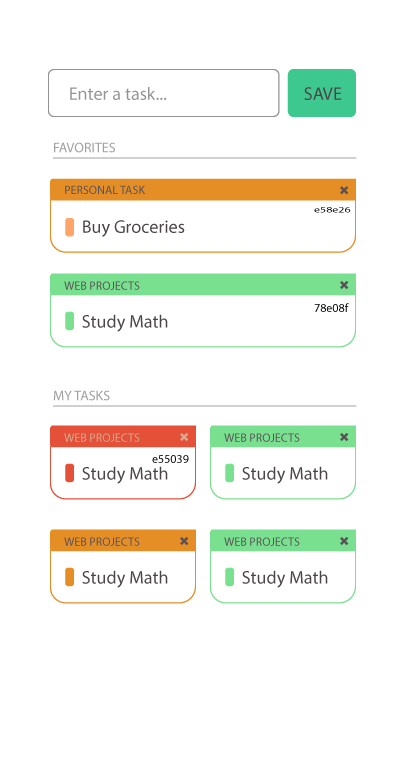 Enter a task...
SAVE
FAVORITES
PERSONAL TASK
e58e26
Buy Groceries
WEB PROJECTS
78e08f
Study Math
MY TASKS
WEB PROJECTS
e55039
Study Math
WEB PROJECTS
Study Math
WEB PROJECTS
Study Math
WEB PROJECTS
Study Math